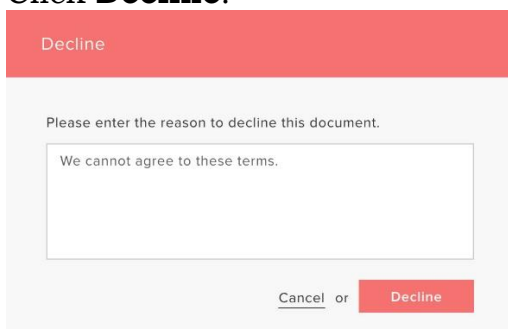 Click Decline.
Decline
Please enter the reason to decline this document.
We cannot agree to these terms.
Cancel or Decline